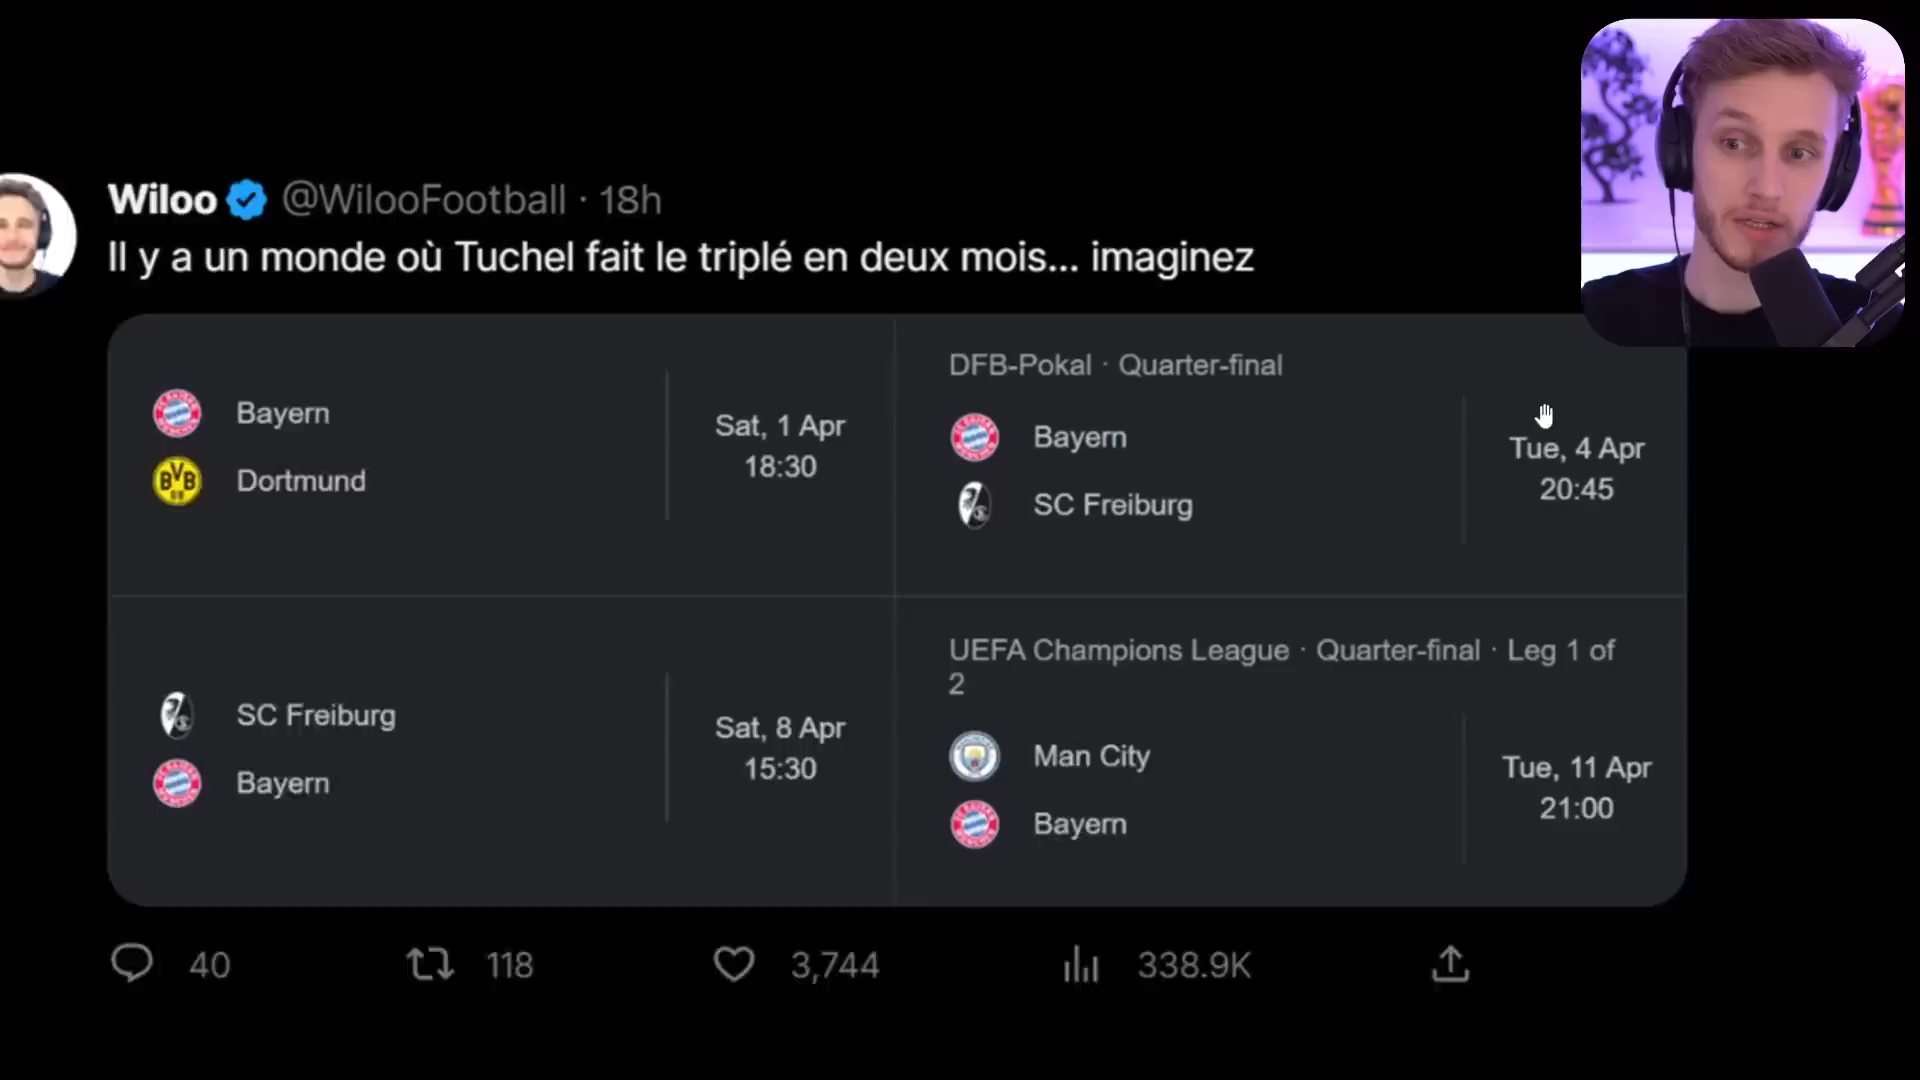 Wiloo @WilooFootball · 18h
Il y a un monde où Tuchel fait le triplé en deux mois... imaginez
Bayern
Dortmund
Sat, 1 Apr
18:30
DFB-Pokal · Quarter-final
Bayern
SC Freiburg
Tue, 4 Apr
20:45
SC Freiburg
Bayern
Sat, 8 Apr
15:30
UEFA Champions League · Quarter-final · Leg 1 of
2
Man City
Bayern
Tue, 11 Apr
21:00
40 118 3,744 338.9K